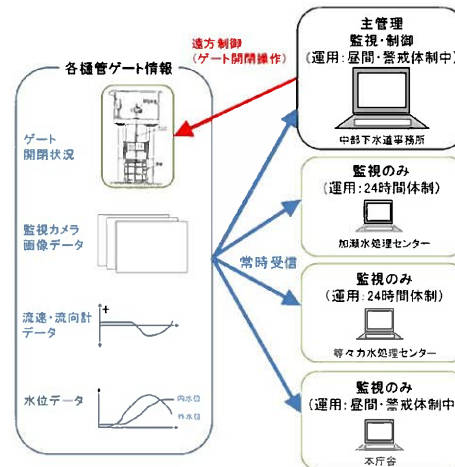 主管理
監視・制御
(運用：昼間・警戒体制中)
中部下水道事務所
遠方制御
(ゲート開閉操作)
各樋管ゲート情報
ゲート
開閉状況
監視カメラ
画像データ
流速・流向計
データ
水位データ
内水位
外水位
常時受信
監視のみ
(運用：24時間体制)
加瀬水処理センター
監視のみ
(運用：24時間体制)
等々力水処理センター
監視のみ
(運用：昼間・警戒体制中
本庁舎